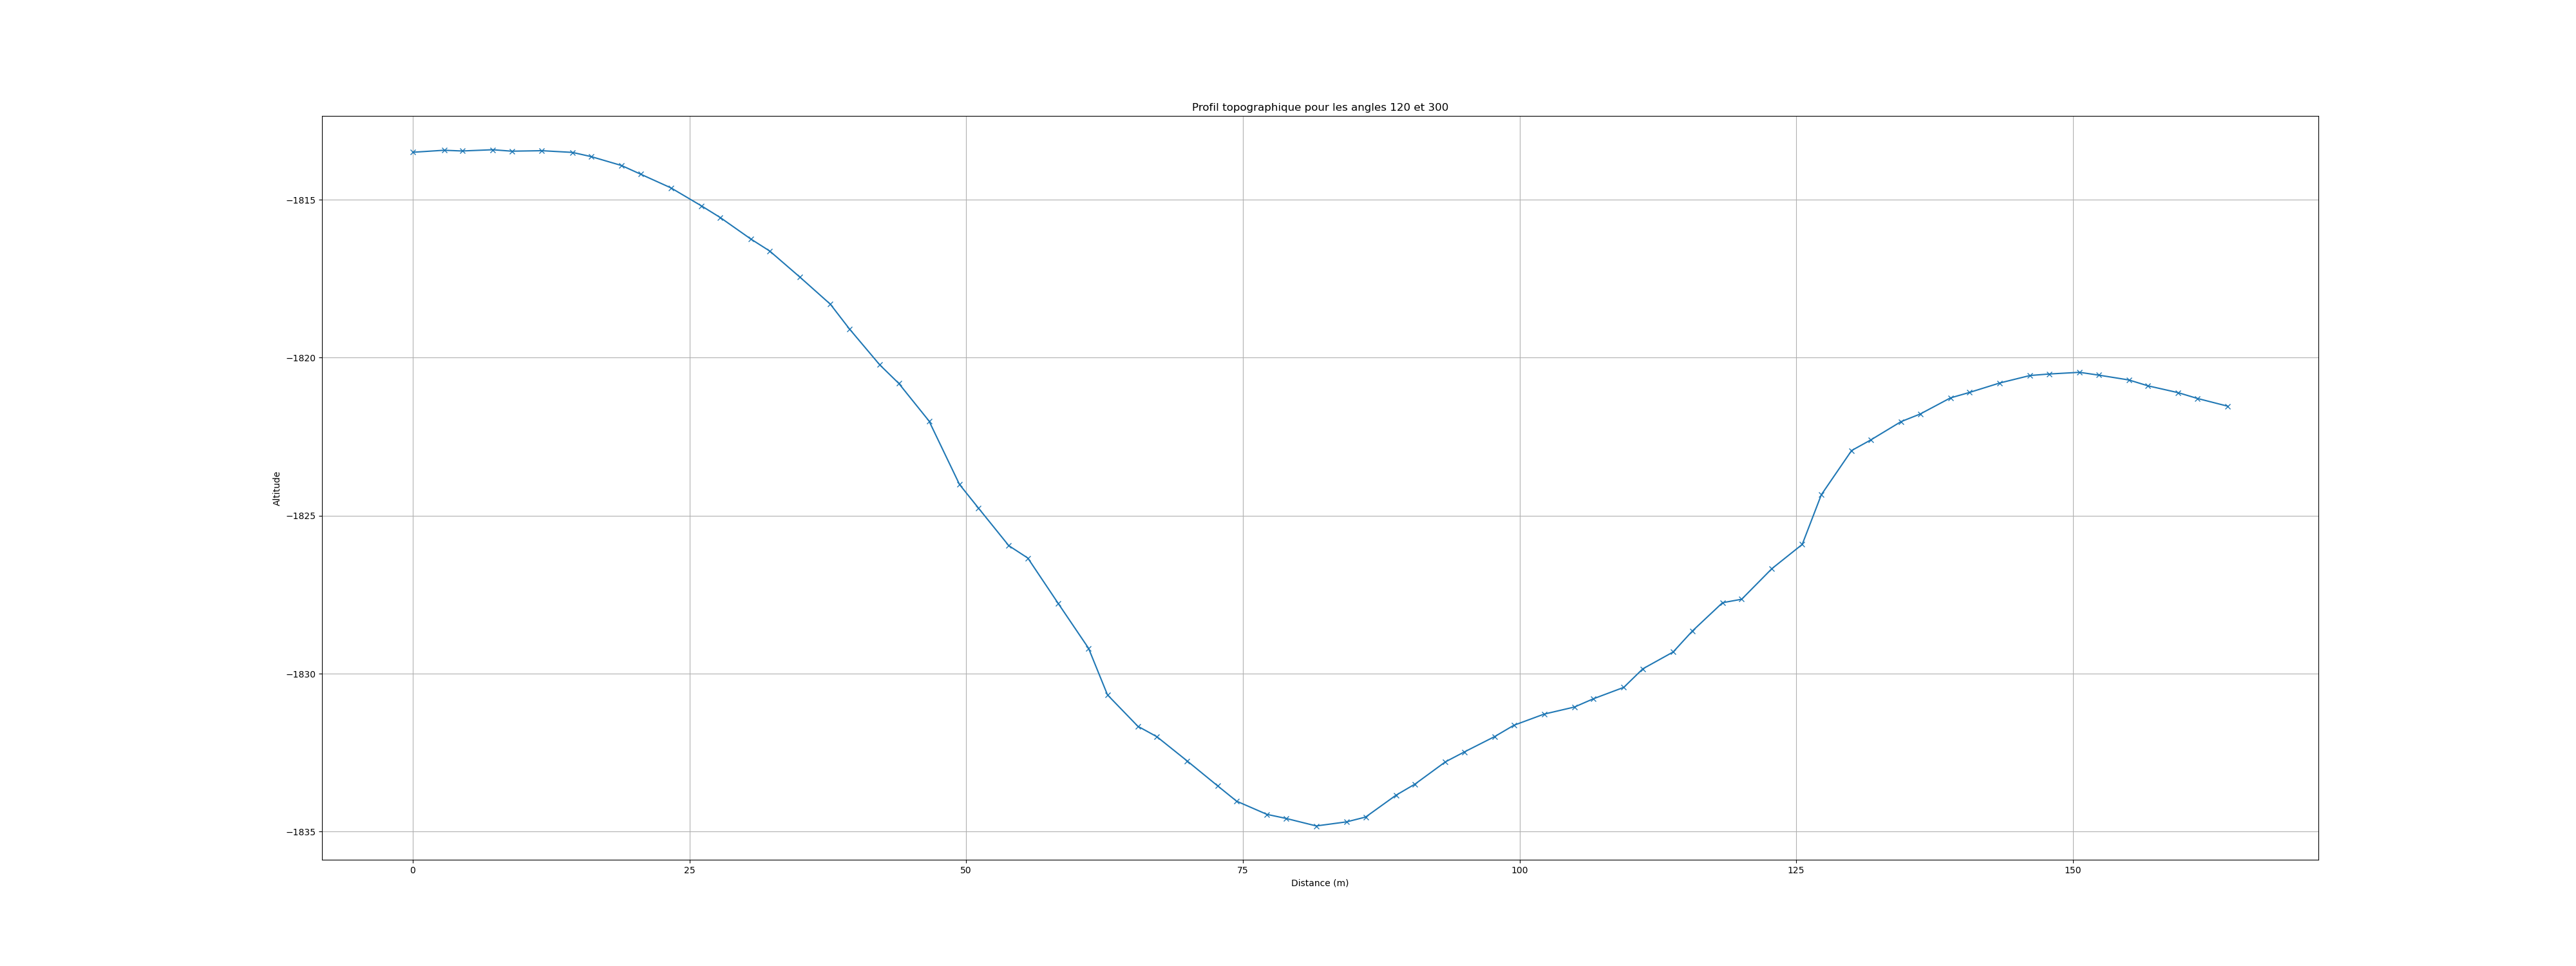 Profil topographique pour les angles 120 et 300
Altitude
−1815
−1820
−1825
−1830
−1835
0 25 50 75 100 125 150
Distance (m)